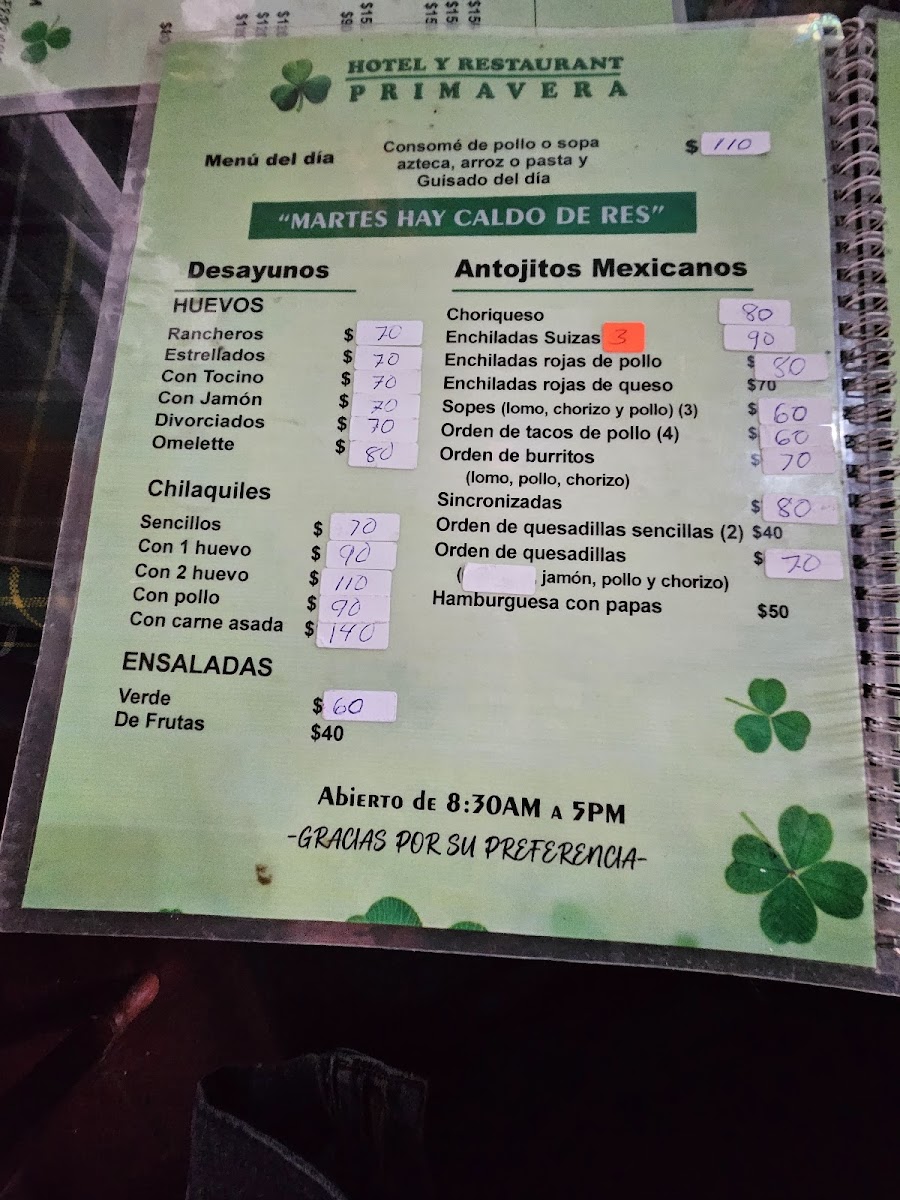 HOTEL Y RESTAURANT
PRIMAVERA
Menú del día
Consomé de pollo o sopa
azteca, arroz o pasta y
Guisado del día
$ 110
"MARTES HAY CALDO DE RES"
Desayunos
HUEVOS
Rancheros $ 70
Estrellados $ 70
Con Tocino $ 70
Con Jamón $ 70
Divorciados $ 70
Omelette $ 80
Chilaquiles
Sencillos $ 70
Con 1 huevo $ 90
Con 2 huevo $ 110
Con pollo $ 90
Con carne asada $ 140
ENSALADAS
Verde $ 60
De Frutas $40
Antojitos Mexicanos
Choriqueso 80
Enchiladas Suizas 3 90
Enchiladas rojas de pollo $ 80
Enchiladas rojas de queso $70
Sopes (lomo, chorizo y pollo) (3) $ 60
Orden de tacos de pollo (4) $ 60
Orden de burritos $ 70
(lomo, pollo, chorizo)
Sincronizadas $ 80
Orden de quesadillas sencillas (2) $40
Orden de quesadillas $ 70
( , jamón, pollo y chorizo)
Hamburguesa con papas $50
Abierto de 8:30AM a 5PM
-GRACIAS POR SU PREFERENCIA-